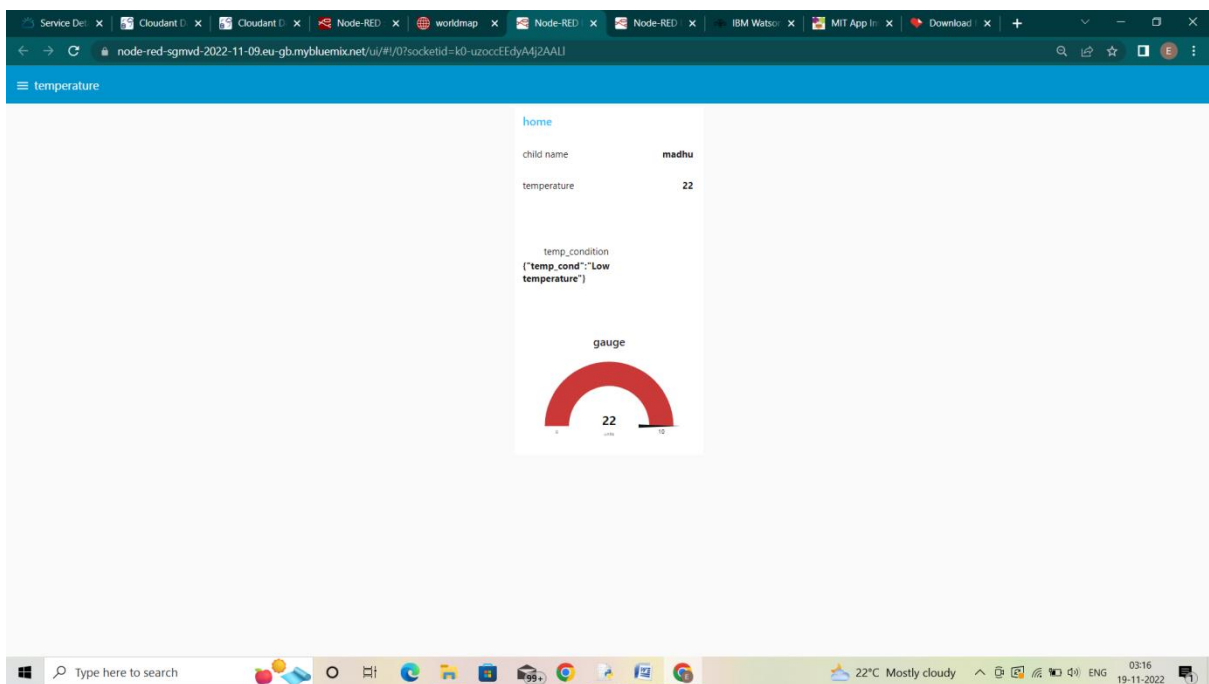 Service Det Cloudant D Cloudant D Node-RED worldmap Node-RED Node-RED IBM Watso MIT App In Download
node-red-sgmvd-2022-11-09.eu-gb.mybluemix.net/ui/#!/0?socketid=k0-uzoccEEdyA4j2AALl
E
temperature
home
child name madhu
temperature 22
temp_condition
{"temp_cond":"Low
temperature"}
gauge
22
0 units 10
Type here to search
99+
22°C Mostly cloudy
ENG
03:16
19-11-2022
1